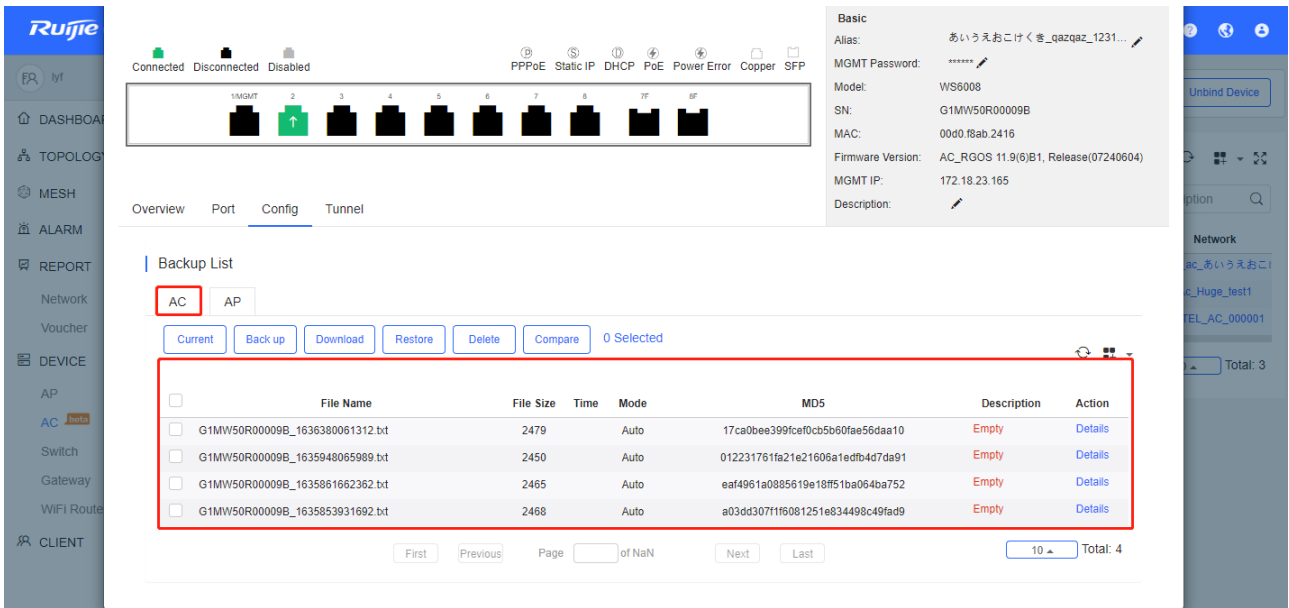 Ruijie
lyf
DASHBOA
TOPOLOGY
MESH
ALARM
REPORT
Network
Voucher
DEVICE
AP
AC beta
Switch
Gateway
WiFi Route
CLIENT
Connected Disconnected Disabled
PPPoE Static IP DHCP PoE Power Error Copper SFP
1/MGMT 2 3 4 5 6 7 8 7F 8F
Overview Port Config Tunnel
Basic
Alias: あいうえおこけくき_qazqaz_1231...
MGMT Password: ******
Model: WS6008
SN: G1MW50R00009B
MAC: 00d0.f8ab.2416
Firmware Version: AC_RGOS 11.9(6)B1, Release(07240604)
MGMT IP: 172.18.23.165
Description:
Backup List
AC AP
Current Back up Download Restore Delete Compare 0 Selected
File Name File Size Time Mode MD5 Description Action
G1MW50R00009B_1636380061312.txt 2479 Auto 17ca0bee399fcef0cb5b60fae56daa10 Empty Details
G1MW50R00009B_1635948065989.txt 2450 Auto 012231761fa21e21606a1edfb4d7da91 Empty Details
G1MW50R00009B_1635861662362.txt 2465 Auto eaf4961a0885619e18ff51ba064ba752 Empty Details
G1MW50R00009B_1635853931692.txt 2468 Auto a03dd307f1f6081251e834498c49fad9 Empty Details
First Previous Page of NaN Next Last 10 Total: 4
Unbind Device
iption
Network
_ac_あいうえおこけ
c_Huge_test1
TEL_AC_000001
Total: 3